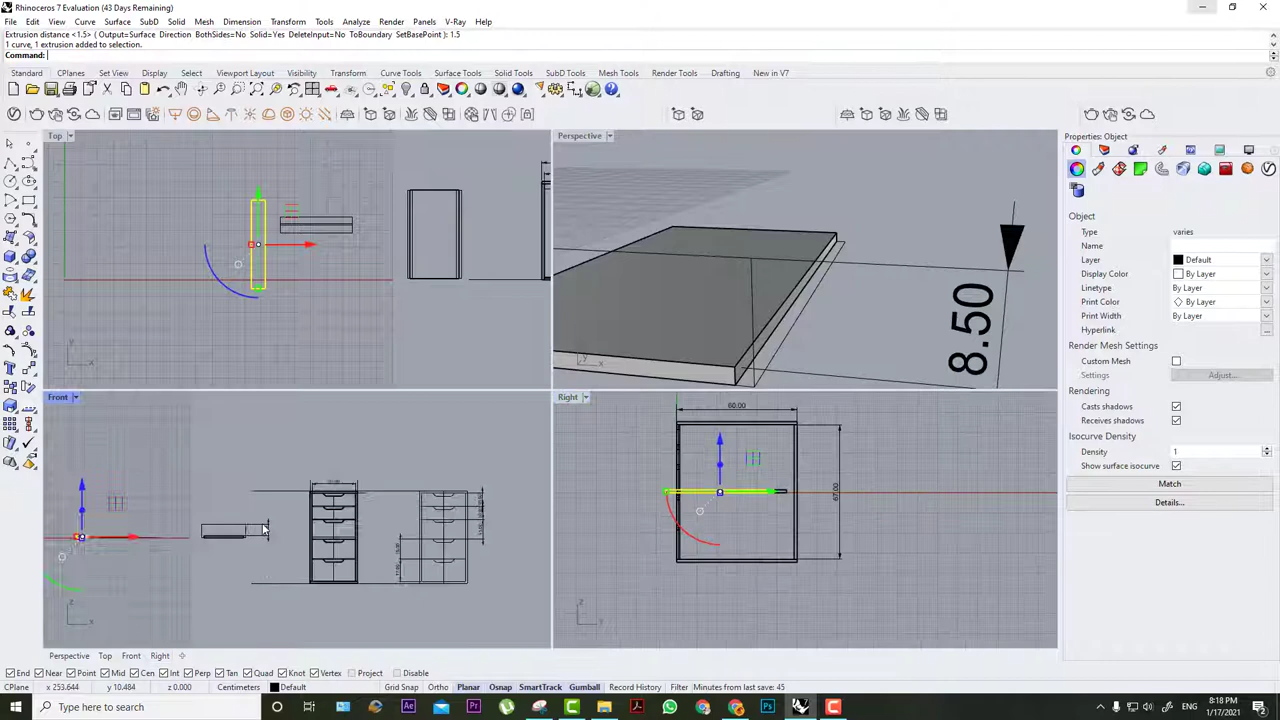 Rhinoceros 7 Evaluation (43 Days Remaining)
File Edit View Curve Surface SubD Solid Mesh Dimension Transform Tools Analyze Render Panels V-Ray Help
Extrusion distance <1.5> ( Output=Surface Direction BothSides=No Solid=Yes DeleteInput=No ToBoundary SetBasePoint ): 1.5
1 curve, 1 extrusion added to selection.
Command:
Standard CPlanes Set View Display Select Viewport Layout Visibility Transform Curve Tools Surface Tools Solid Tools SubD Tools Mesh Tools Render Tools Drafting New in V7
Top
Perspective
8.50
Front
Right
60.00
67.00
Properties: Object
Object
Type varies
Name
Layer Default
Display Color By Layer
Linetype By Layer
Print Color By Layer
Print Width By Layer
Hyperlink ...
Render Mesh Settings
Custom Mesh
Settings Adjust...
Rendering
Casts shadows
Receives shadows
Isocurve Density
Density 1
Show surface isocurve
Match
Details...
Perspective Top Front Right
End Near Point Mid Cen Int Perp Tan Quad Knot Vertex Project Disable
CPlane x 253.644 y 10.484 z 0.000 Centimeters Default Grid Snap Ortho Planar Osnap SmartTrack Gumball Record History Filter Minutes from last save: 45
Type here to search
8:18 PM
1/17/2021